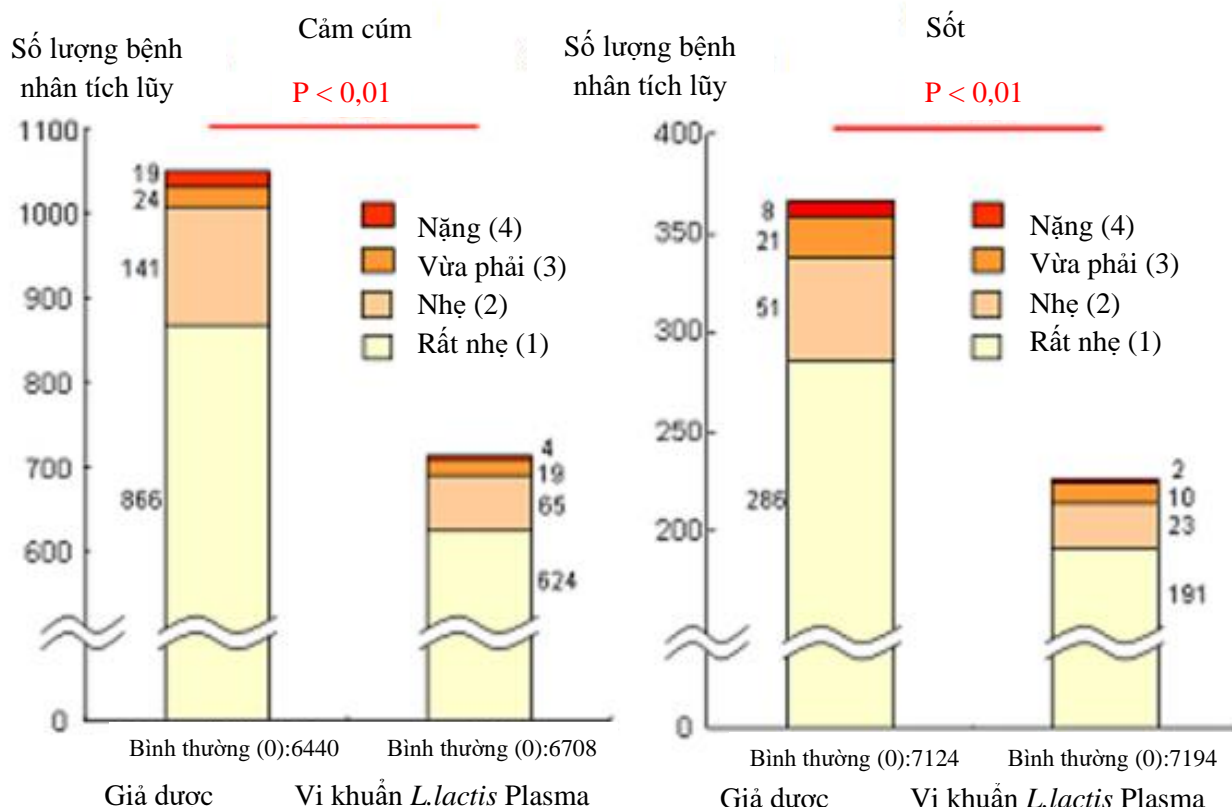 Số lượng bệnh
nhân tích lũy
Cảm cúm
P < 0,01
1100
1000
900
800
700
600
0
19
24
141
866
Nặng (4)
Vừa phải (3)
Nhẹ (2)
Rất nhẹ (1)
4
19
65
624
Bình thường (0):6440
Bình thường (0):6708
Giả dược
Vi khuẩn L.lactis Plasma
Số lượng bệnh
nhân tích lũy
Sốt
P < 0,01
400
350
300
250
200
0
8
21
51
286
Nặng (4)
Vừa phải (3)
Nhẹ (2)
Rất nhẹ (1)
2
10
23
191
Bình thường (0):7124
Bình thường (0):7194
Giả dược
Vi khuẩn L.lactis Plasma